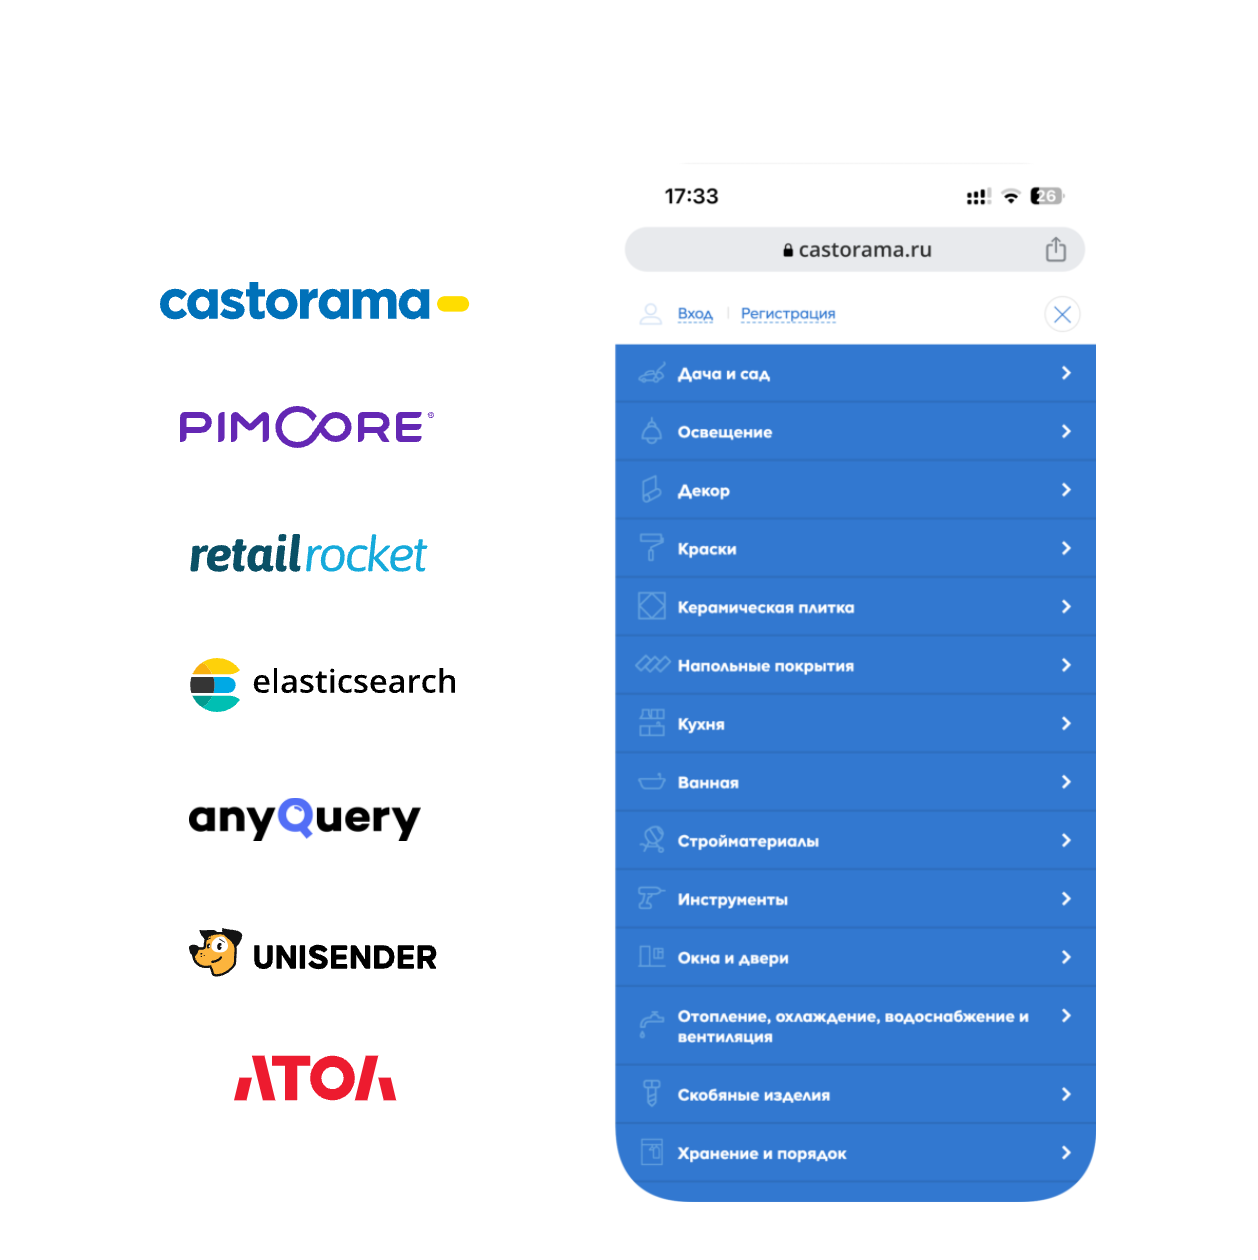 castorama
PIMCORE®
retailrocket
elasticsearch
anyQuery
UNISENDER
АТОЛ
17:33
26
castorama.ru
Вход
Регистрация
Дача и сад
Освещение
Декор
Краски
Керамическая плитка
Напольные покрытия
Кухня
Ванная
Стройматериалы
Инструменты
Окна и двери
Отопление, охлаждение, водоснабжение и
вентиляция
Скобяные изделия
Хранение и порядок